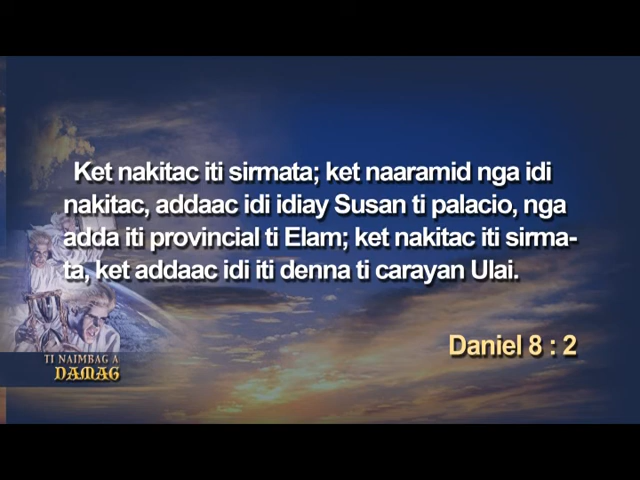 Ket nakitac iti sirmata; ket naaramid nga idi
nakitac, addaac idi idiay Susan ti palacio, nga
adda iti provincial ti Elam; ket nakitac iti sirma-
ta, ket addaac idi iti denna ti carayan Ulai.
Daniel 8 : 2
TI NAIMBAG A
DAMAG